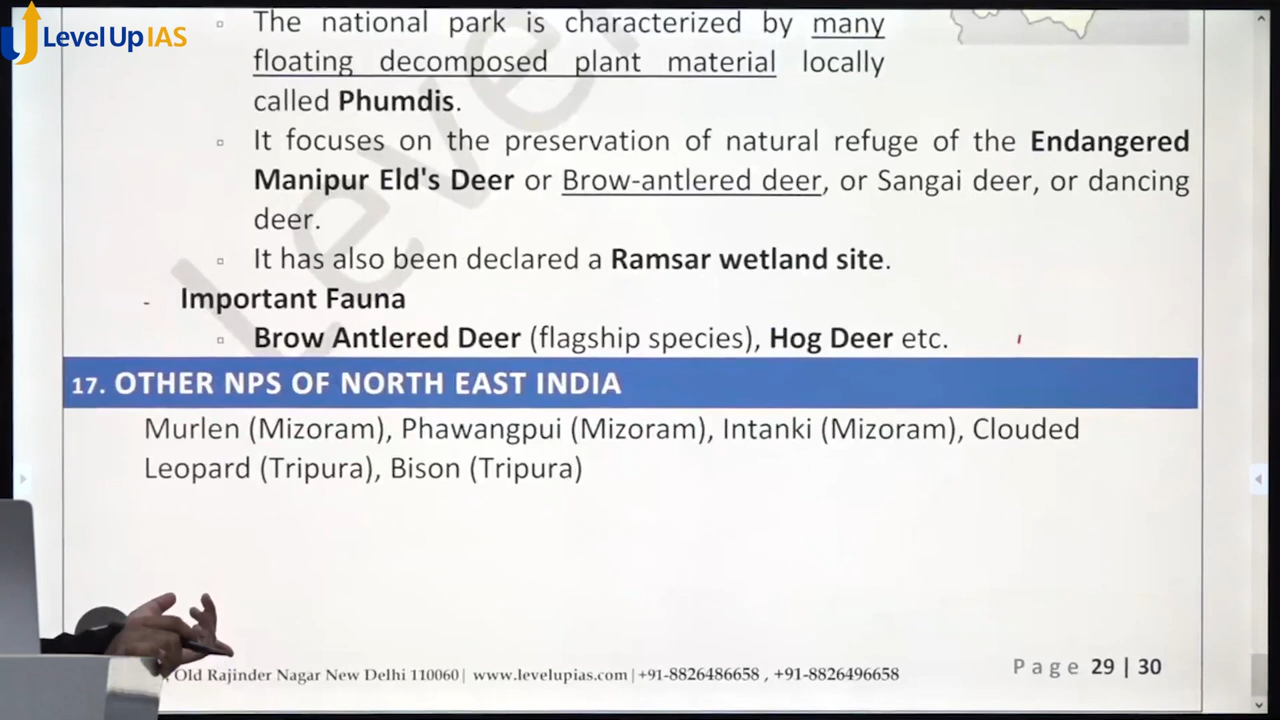 Level Up IAS
▫ The national park is characterized by many
floating decomposed plant material locally
called Phumdis.
▫ It focuses on the preservation of natural refuge of the Endangered
Manipur Eld's Deer or Brow-antlered deer, or Sangai deer, or dancing
deer.
▫ It has also been declared a Ramsar wetland site.
- Important Fauna
▫ Brow Antlered Deer (flagship species), Hog Deer etc.
17. OTHER NPS OF NORTH EAST INDIA
Murlen (Mizoram), Phawangpui (Mizoram), Intanki (Mizoram), Clouded
Leopard (Tripura), Bison (Tripura)
Old Rajinder Nagar New Delhi 110060| www.levelupias.com |+91-8826486658 , +91-8826496658
Page 29 | 30